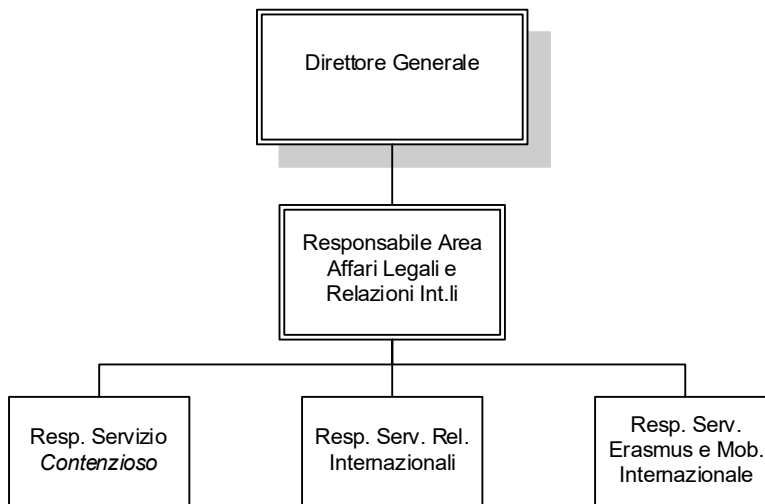 Direttore Generale
Responsabile Area
Affari Legali e
Relazioni Int.li
Resp. Servizio
Contenzioso
Resp. Serv. Rel.
Internazionali
Resp. Serv.
Erasmus e Mob.
Internazionale